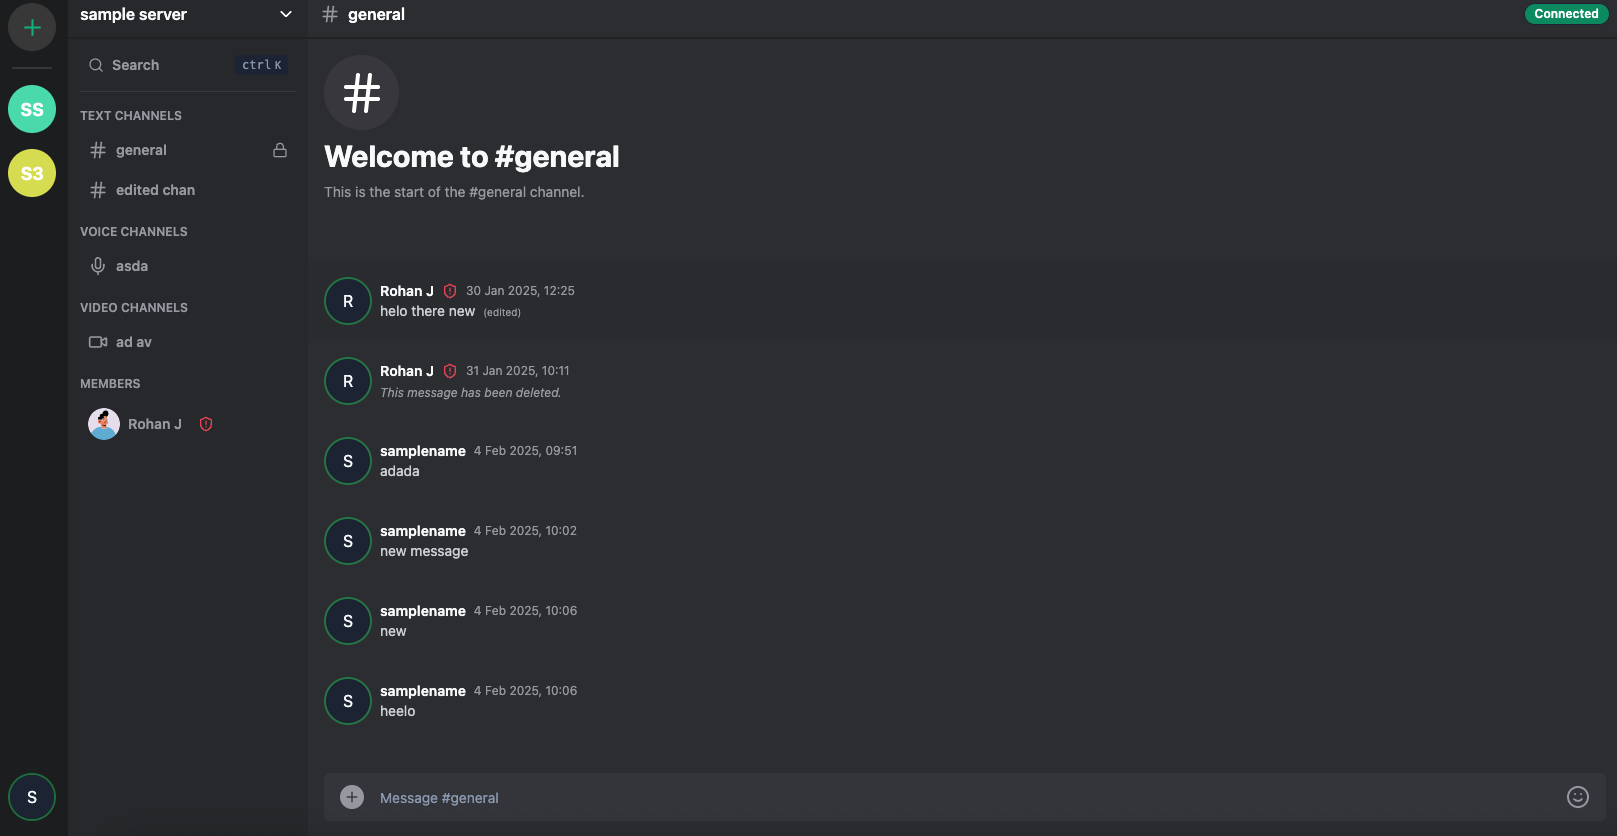 sample server
Search
ctrl K
SS
S3
TEXT CHANNELS
general
edited chan
VOICE CHANNELS
asda
VIDEO CHANNELS
ad av
MEMBERS
Rohan J
S
# general
Connected
#
Welcome to #general
This is the start of the #general channel.
R
Rohan J 30 Jan 2025, 12:25
helo there new (edited)
R
Rohan J 31 Jan 2025, 10:11
This message has been deleted.
S
samplename 4 Feb 2025, 09:51
adada
S
samplename 4 Feb 2025, 10:02
new message
S
samplename 4 Feb 2025, 10:06
new
S
samplename 4 Feb 2025, 10:06
heelo
Message #general